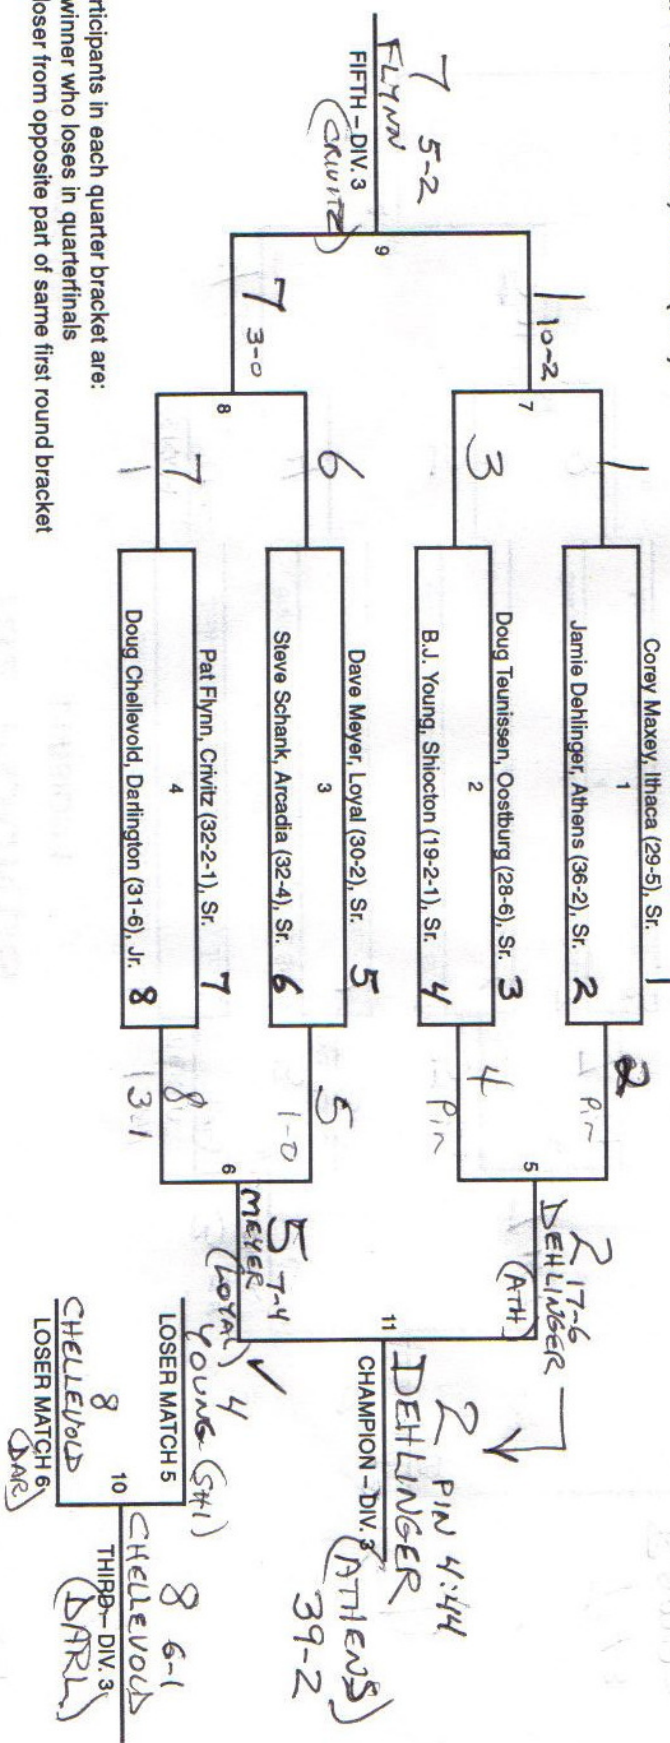 Corey Maxey, Ithaca (29-5), Sr. 1
1
Jamie Dehlinger, Athens (36-2), Sr. 2
Doug Teunissen, Oostburg (28-6), Sr. 3
2
B.J. Young, Shiocton (19-2-1), Sr. 4
Dave Meyer, Loyal (30-2), Sr. 5
3
Steve Schank, Arcadia (32-4), Sr. 6
Pat Flynn, Crivitz (32-2-1), Sr. 7
4
Doug Chellevold, Darlington (31-6), Jr. 8
2
Pin
4
Pin
5
1-0
8
13-1
5
2 17-6
DEHLINGER
(ATH)
6
5 7-4
MEYER
(LOYAL)
11
2 PIN 4:44
DEHLINGER
CHAMPION – DIV. 3
(ATHENS)
39-2
4
YOUNG (SHI)
LOSER MATCH 5
10
8
CHELLEVOLD
LOSER MATCH 6
(DAR)
8 6-1
CHELLEVOLD
THIRD – DIV. 3
(DARL)
1
3
7
1 10-2
6
7
8
7 3-0
9
7 5-2
FLYNN
FIFTH – DIV. 3
(CRIVITZ)
rticipants in each quarter bracket are:
winner who loses in quarterfinals
loser from opposite part of same first round bracket